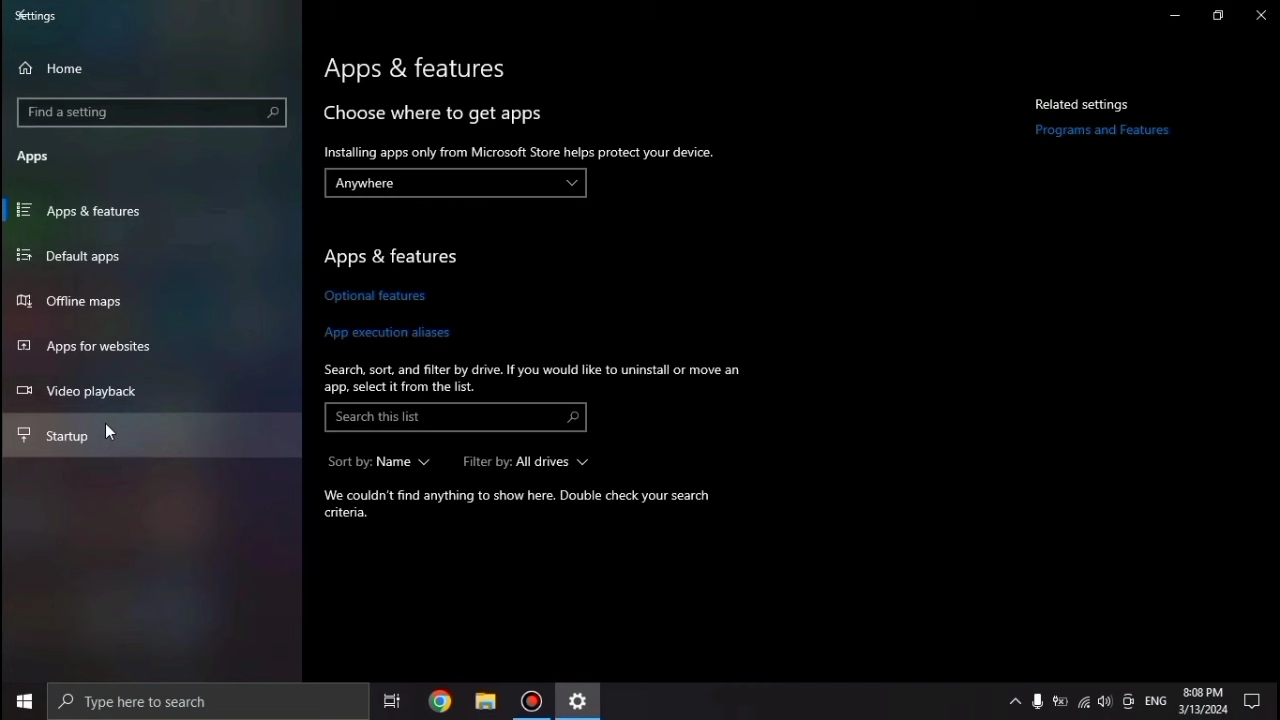 Settings
Home
Find a setting
Apps
Apps & features
Default apps
Offline maps
Apps for websites
Video playback
Startup
Apps & features
Choose where to get apps
Installing apps only from Microsoft Store helps protect your device.
Anywhere
Apps & features
Optional features
App execution aliases
Search, sort, and filter by drive. If you would like to uninstall or move an
app, select it from the list.
Search this list
Sort by: Name
Filter by: All drives
We couldn't find anything to show here. Double check your search
criteria.
Related settings
Programs and Features
Type here to search
ENG
8:08 PM
3/13/2024